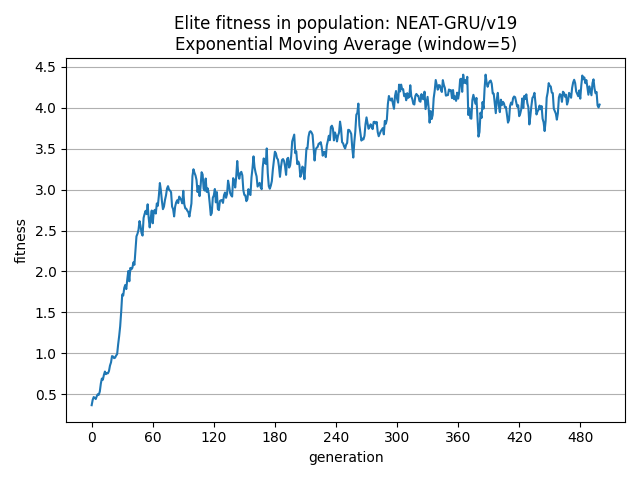 Elite fitness in population: NEAT-GRU/v19
Exponential Moving Average (window=5)
fitness
4.5
4.0
3.5
3.0
2.5
2.0
1.5
1.0
0.5
0 60 120 180 240 300 360 420 480
generation